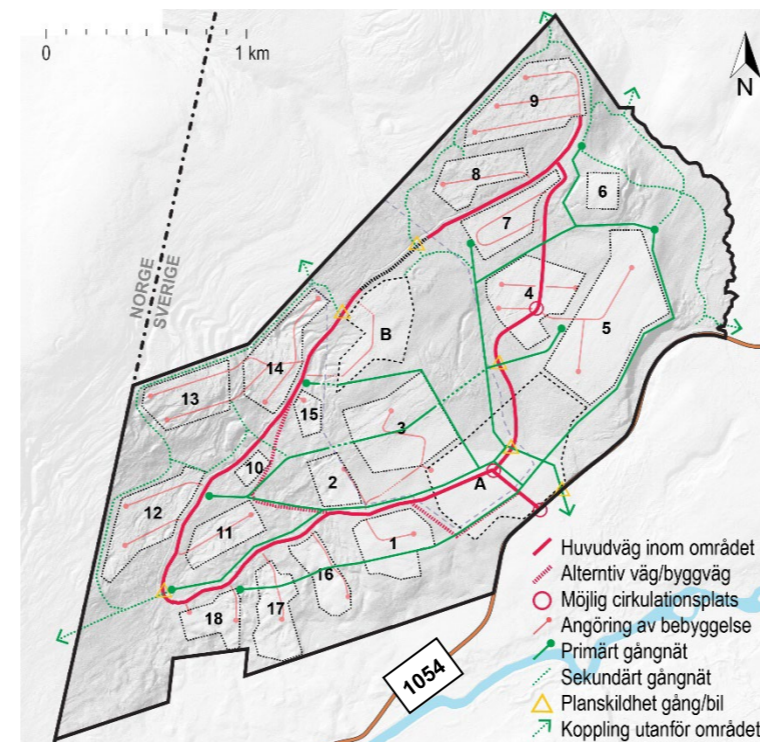 0 1 km
N
NORGE
SVERIGE
9
8
6
7
4
5
B
14
13
15
3
10
2
A
12
11
1
16
17
18
1054
Huvudväg inom området
Alterntiv väg/byggväg
Möjlig cirkulationsplats
Angöring av bebyggelse
Primärt gångnät
Sekundärt gångnät
Planskildhet gång/bil
Koppling utanför området